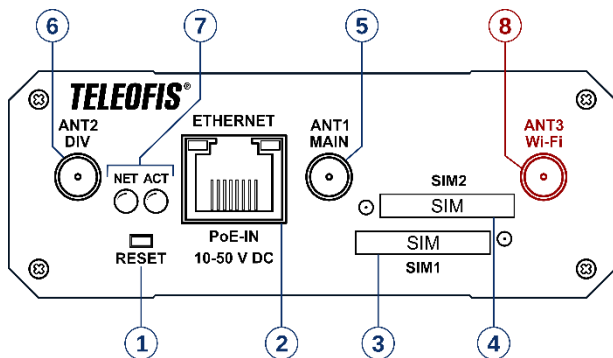 6
7
5
8
TELEOFIS®
ANT2
DIV
ETHERNET
ANT1
MAIN
ANT3
Wi-Fi
NET ACT
SIM2
SIM
PoE-IN
10-50 V DC
RESET
SIM
SIM1
1
2
3
4